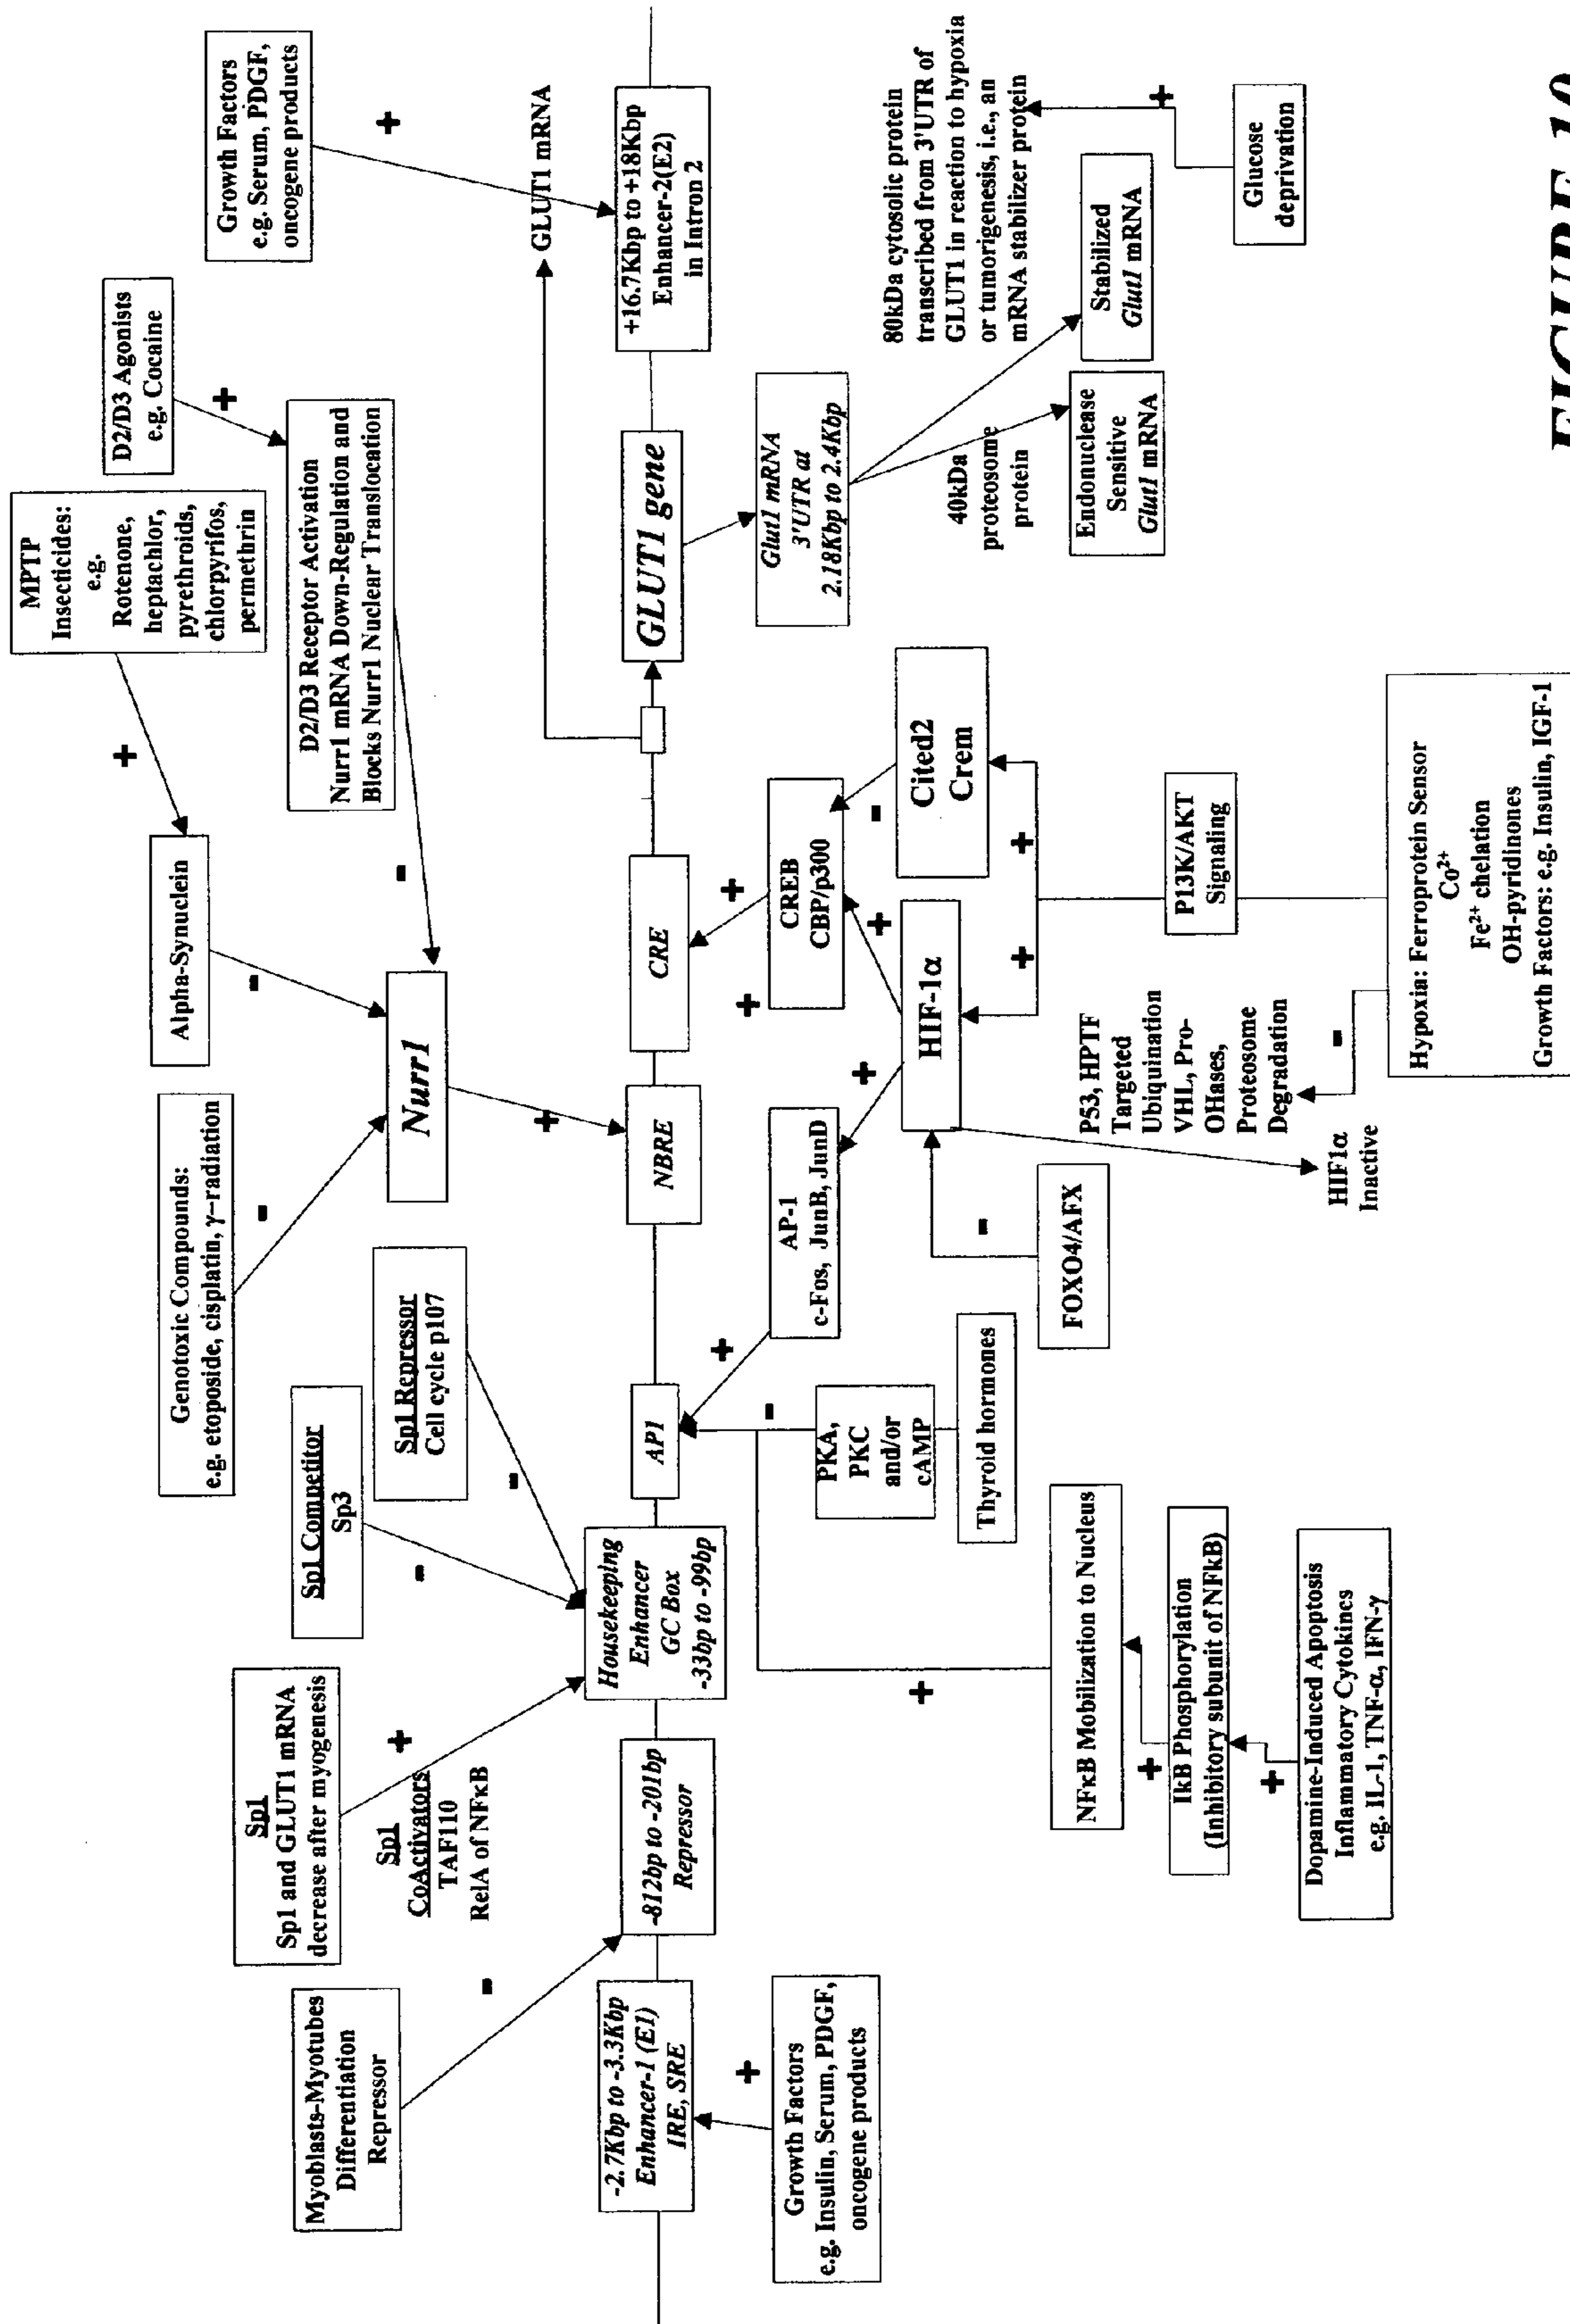 Myoblasts-Myotubes
Differentiation
Repressor
−
Sp1
Sp1 and GLUT1 mRNA
decrease after myogenesis
+
Sp1
CoActivators
TAF110
RelA of NFκB
Sp1 Competitor
Sp3
−
Sp1 Repressor
Cell cycle p107
−
Genotoxic Compounds:
e.g. etoposide, cisplatin, γ–radiation
−
Alpha-Synuclein
−
+
MPTP
Insecticides:
e.g.
Rotenone,
heptachlor,
pyrethroids,
chlorpyrifos,
permethrin
D2/D3 Agonists
e.g. Cocaine
+
D2/D3 Receptor Activation
Nurr1 mRNA Down-Regulation and
Blocks Nurr1 Nuclear Translocation
−
Nurr1
+
Growth Factors
e.g. Serum, PDGF,
oncogene products
+
GLUT1 mRNA
-2.7Kbp to -3.3Kbp
Enhancer-1 (E1)
IRE, SRE
-812bp to -201bp
Repressor
Housekeeping
Enhancer
GC Box
-33bp to -99bp
AP1
NBRE
CRE
GLUT1 gene
+16.7Kbp to +18Kbp
Enhancer-2(E2)
in Intron 2
+
Growth Factors
e.g. Insulin, Serum, PDGF,
oncogene products
+
−
PKA,
PKC
and/or
cAMP
Thyroid hormones
+
NFκB Mobilization to Nucleus
+
IkB Phosphorylation
(Inhibitory subunit of NFkB)
+
Dopamine-Induced Apoptosis
Inflammatory Cytokines
e.g. IL-1, TNF-α, IFN-γ
AP-1
c-Fos, JunB, JunD
+
+
+
CREB
CBP/p300
+
−
HIF-1α
Cited2
Crem
−
FOXO4/AFX
+
+
P13K/AKT
Signaling
P53, HPTF
Targeted
Ubiquination
VHL, Pro-
OHases,
Proteosome
Degradation
−
HIF1α
Inactive
Hypoxia: Ferroprotein Sensor
Co2+
Fe2+ chelation
OH-pyridinones
Growth Factors: e.g. Insulin, IGF-1
Glut1 mRNA
3'UTR at
2.18Kbp to 2.4Kbp
40kDa
proteosome
protein
Endonuclease
Sensitive
Glut1 mRNA
80kDa cytosolic protein
transcribed from 3'UTR of
GLUT1 in reaction to hypoxia
or tumorigenesis, i.e., an
mRNA stabilizer protein
Stabilized
Glut1 mRNA
+
Glucose
deprivation
FIGURE 10